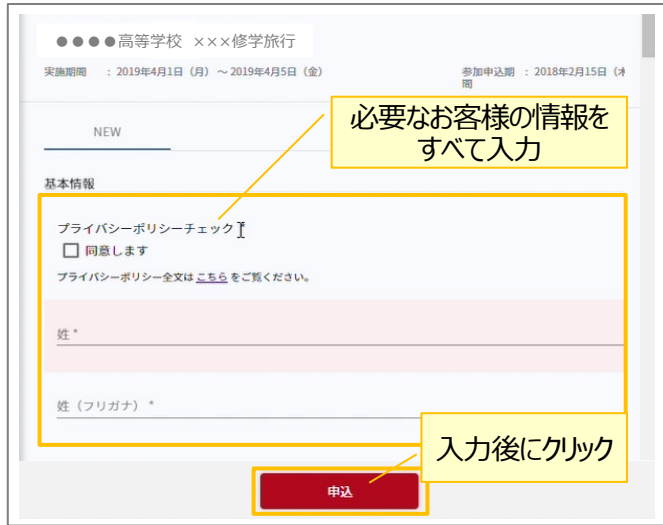 ●●●●高等学校 ×××修学旅行
実施期間 : 2019年4月1日（月）～2019年4月5日（金）
参加申込期間 : 2018年2月15日（木
必要なお客様の情報を
すべて入力
NEW
基本情報
プライバシーポリシーチェック *
同意します
プライバシーポリシー全文は こちら をご覧ください。
姓 *
姓（フリガナ） *
入力後にクリック
申込